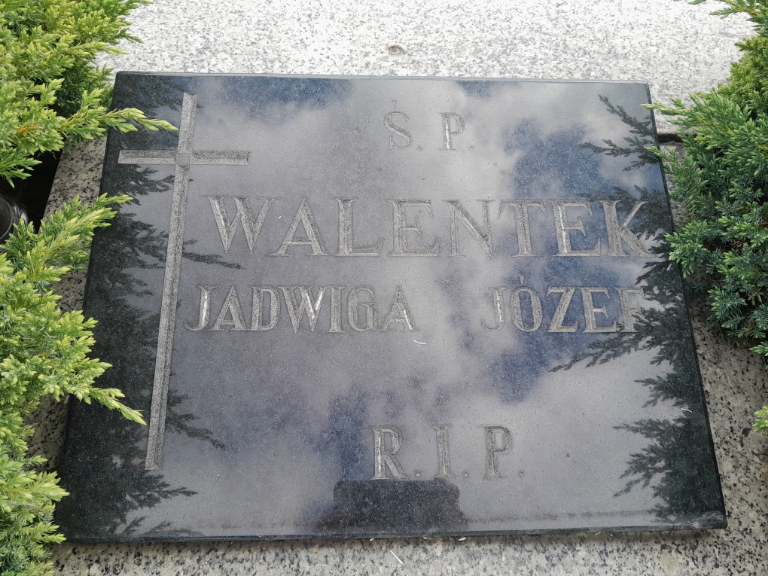 Ś.P.
WALENTEK
JADWIGA JÓZEF
R.I.P.